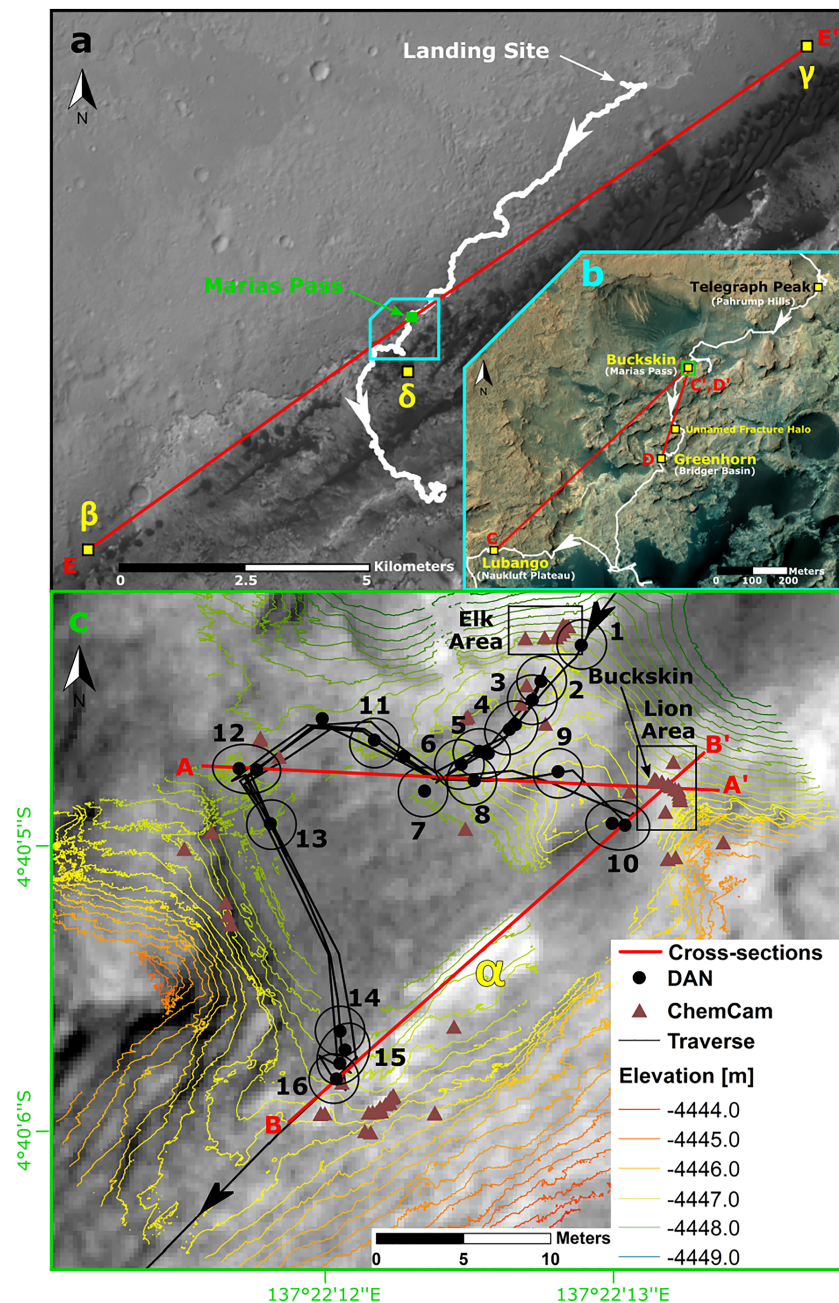 a
N
Landing Site
E'
γ
Marias Pass
δ
β
E
Kilometers
0 2.5 5
b
N
Telegraph Peak
(Pahrump Hills)
Buckskin
(Marias Pass)
C',D'
Unnamed Fracture Halo
D
Greenhorn
(Bridger Basin)
C
Lubango
(Naukluft Plateau)
Meters
0 100 200
c
N
Elk
Area
1
3
2
Buckskin
4
Lion
Area
11
5
12
6
9
B'
A
A'
7
8
13
10
4°40'5''S
α
14
15
16
B
4°40'6''S
Cross-sections
DAN
ChemCam
Traverse
Elevation [m]
-4444.0
-4445.0
-4446.0
-4447.0
-4448.0
-4449.0
Meters
0 5 10
137°22'12''E
137°22'13''E